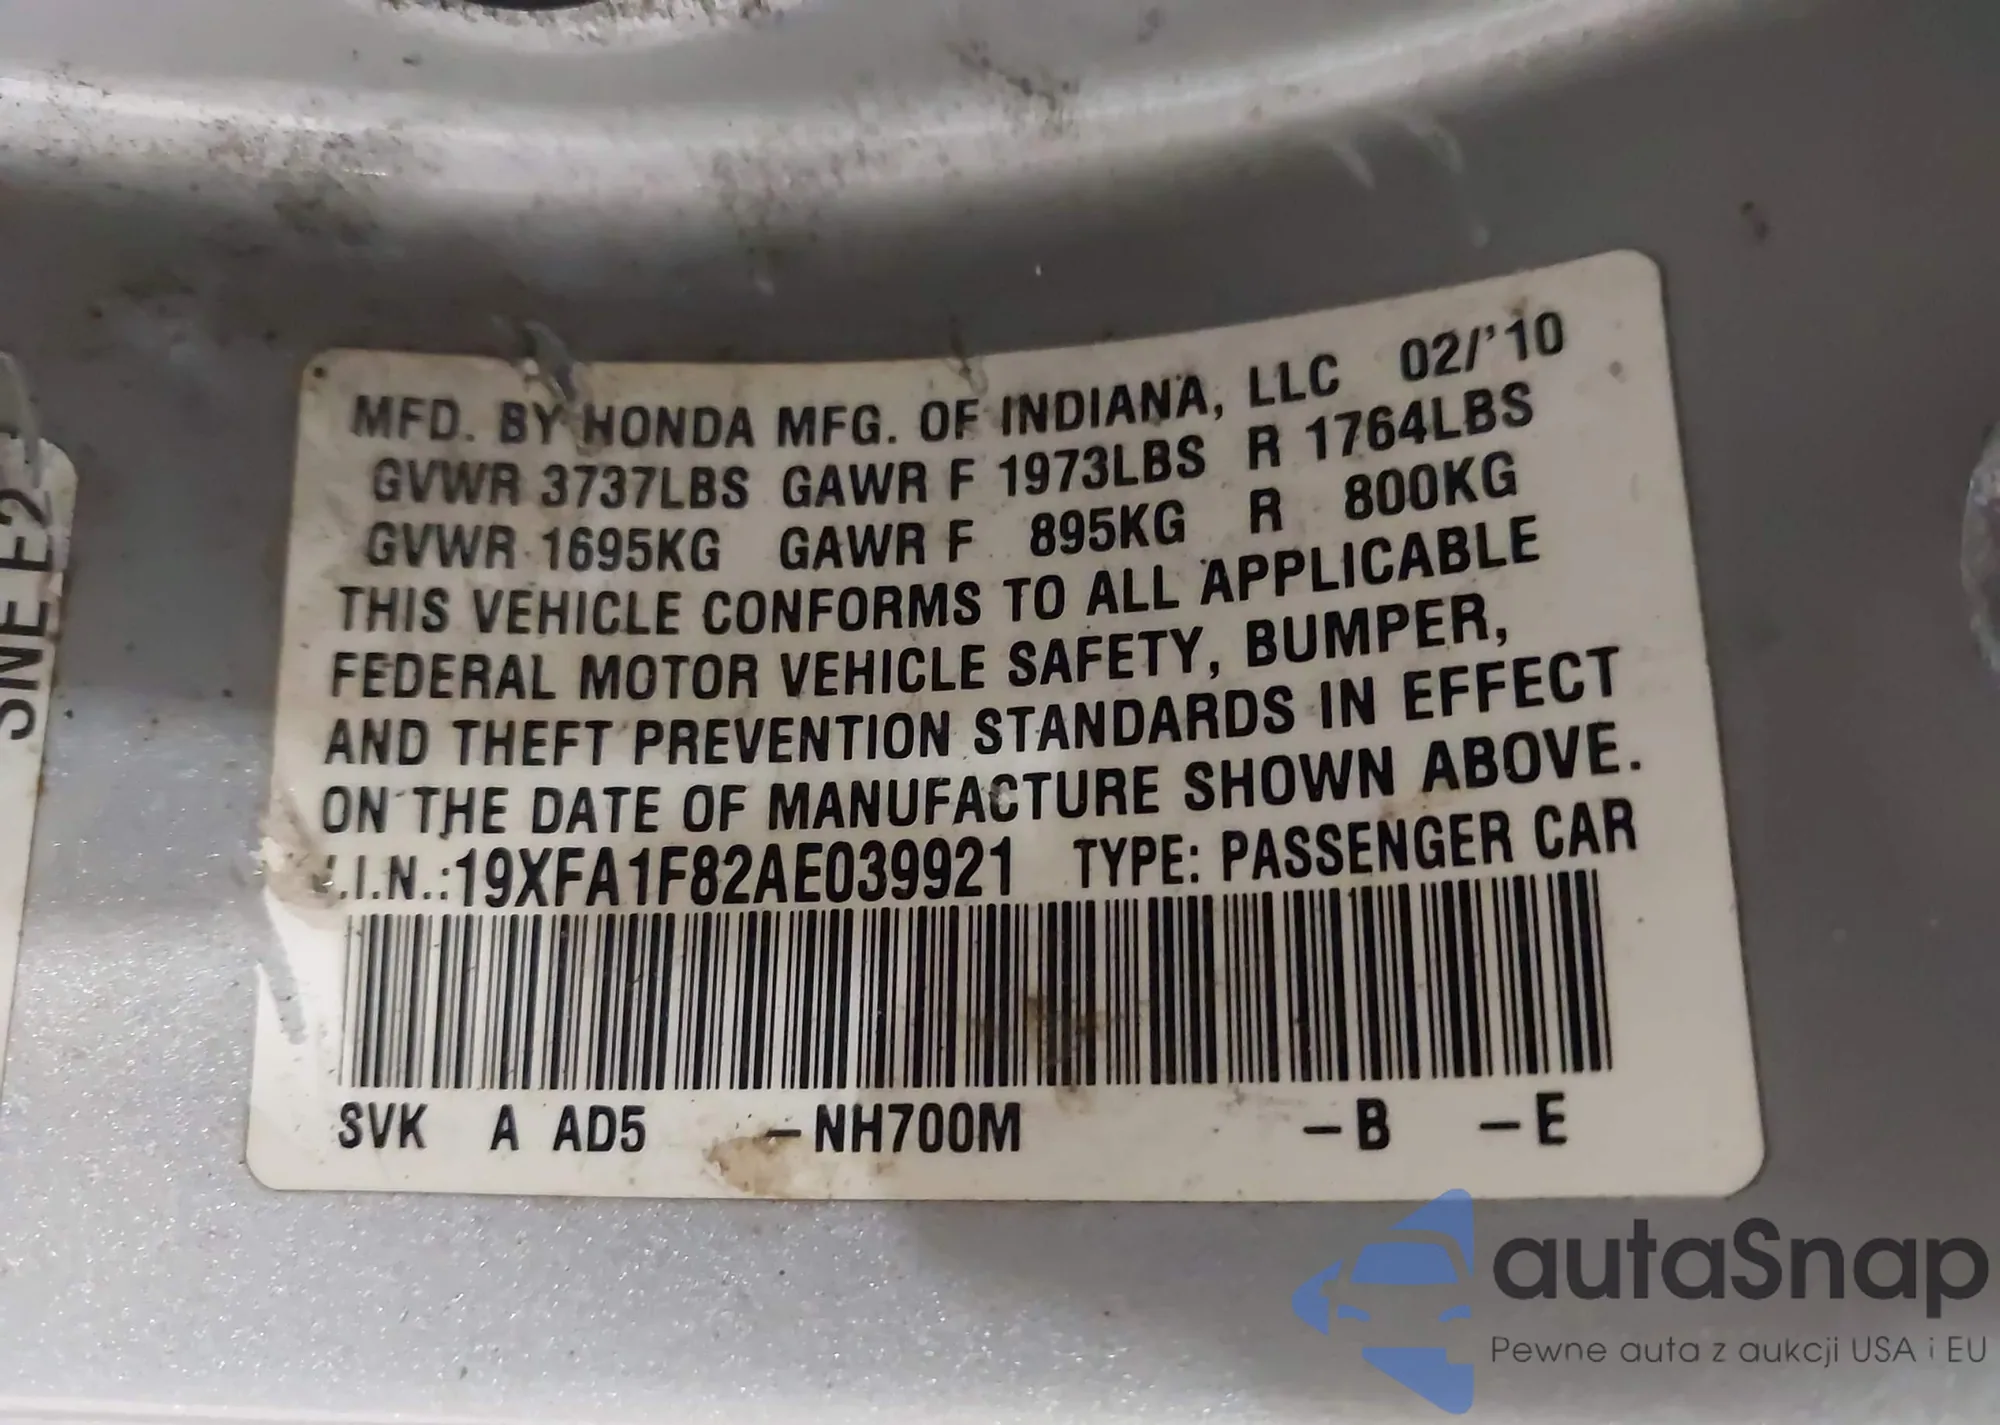 MFD. BY HONDA MFG. OF INDIANA, LLC 02/'10
GVWR 3737LBS GAWR F 1973LBS R 1764LBS
GVWR 1695KG GAWR F 895KG R 800KG
THIS VEHICLE CONFORMS TO ALL APPLICABLE
FEDERAL MOTOR VEHICLE SAFETY, BUMPER,
AND THEFT PREVENTION STANDARDS IN EFFECT
ON THE DATE OF MANUFACTURE SHOWN ABOVE.
V.I.N.:19XFA1F82AE039921 TYPE: PASSENGER CAR
SVK A AD5 –NH700M –B –E
SNE
autaSnap
Pewne auta z aukcji USA i EU